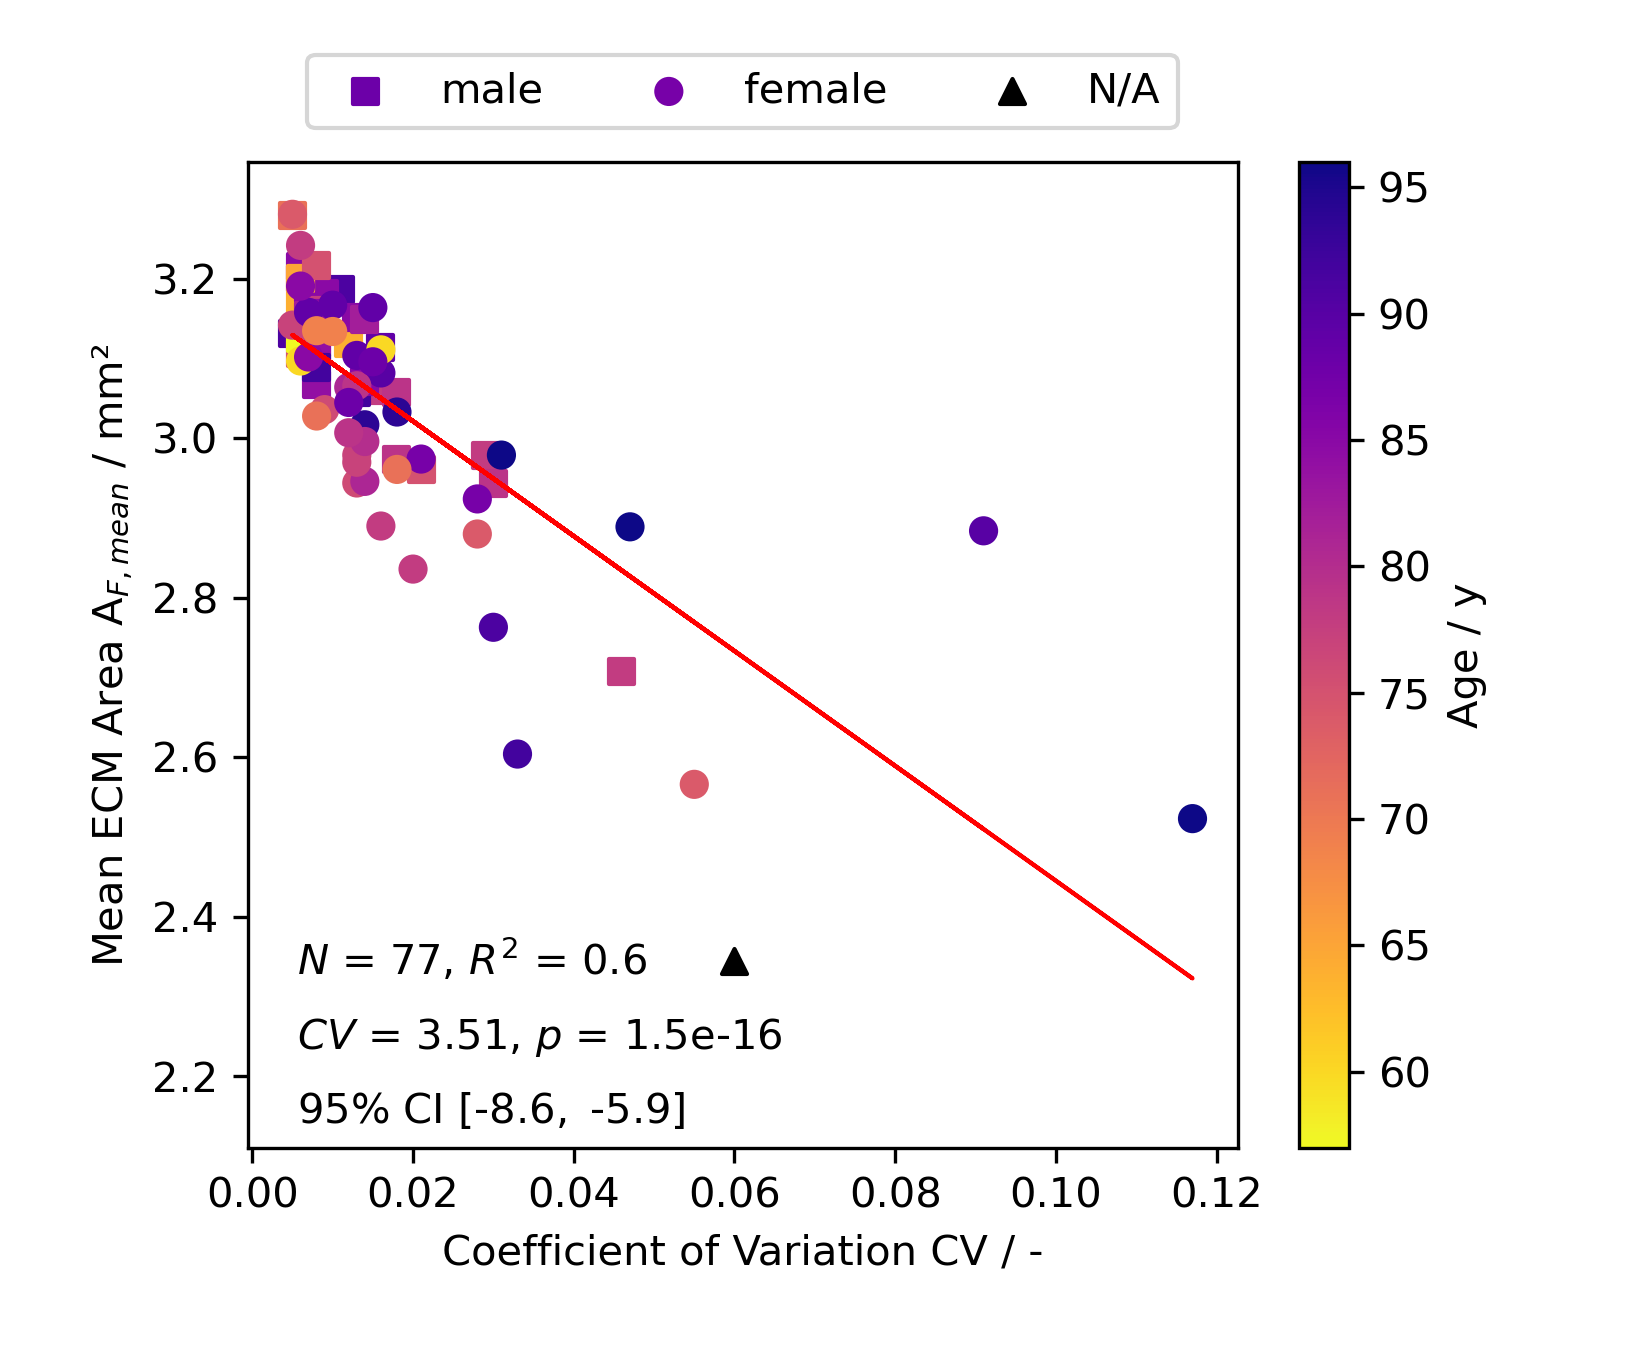 male female N/A
3.2
3.0
2.8
2.6
2.4
2.2
Mean ECM Area A_F,mean / mm²
N = 77, R² = 0.6
CV = 3.51, p = 1.5e-16
95% CI [-8.6, -5.9]
0.00 0.02 0.04 0.06 0.08 0.10 0.12
Coefficient of Variation CV / -
95
90
85
80
75
70
65
60
Age / y